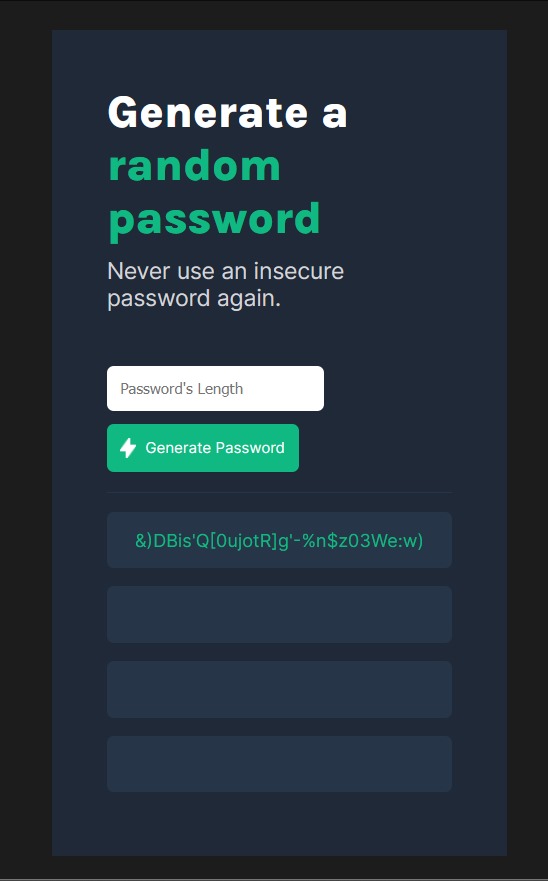 Generate a
random
password
Never use an insecure
password again.
Password's Length
Generate Password
&)DBis'Q[0ujotR]g'-%n$z03We:w)